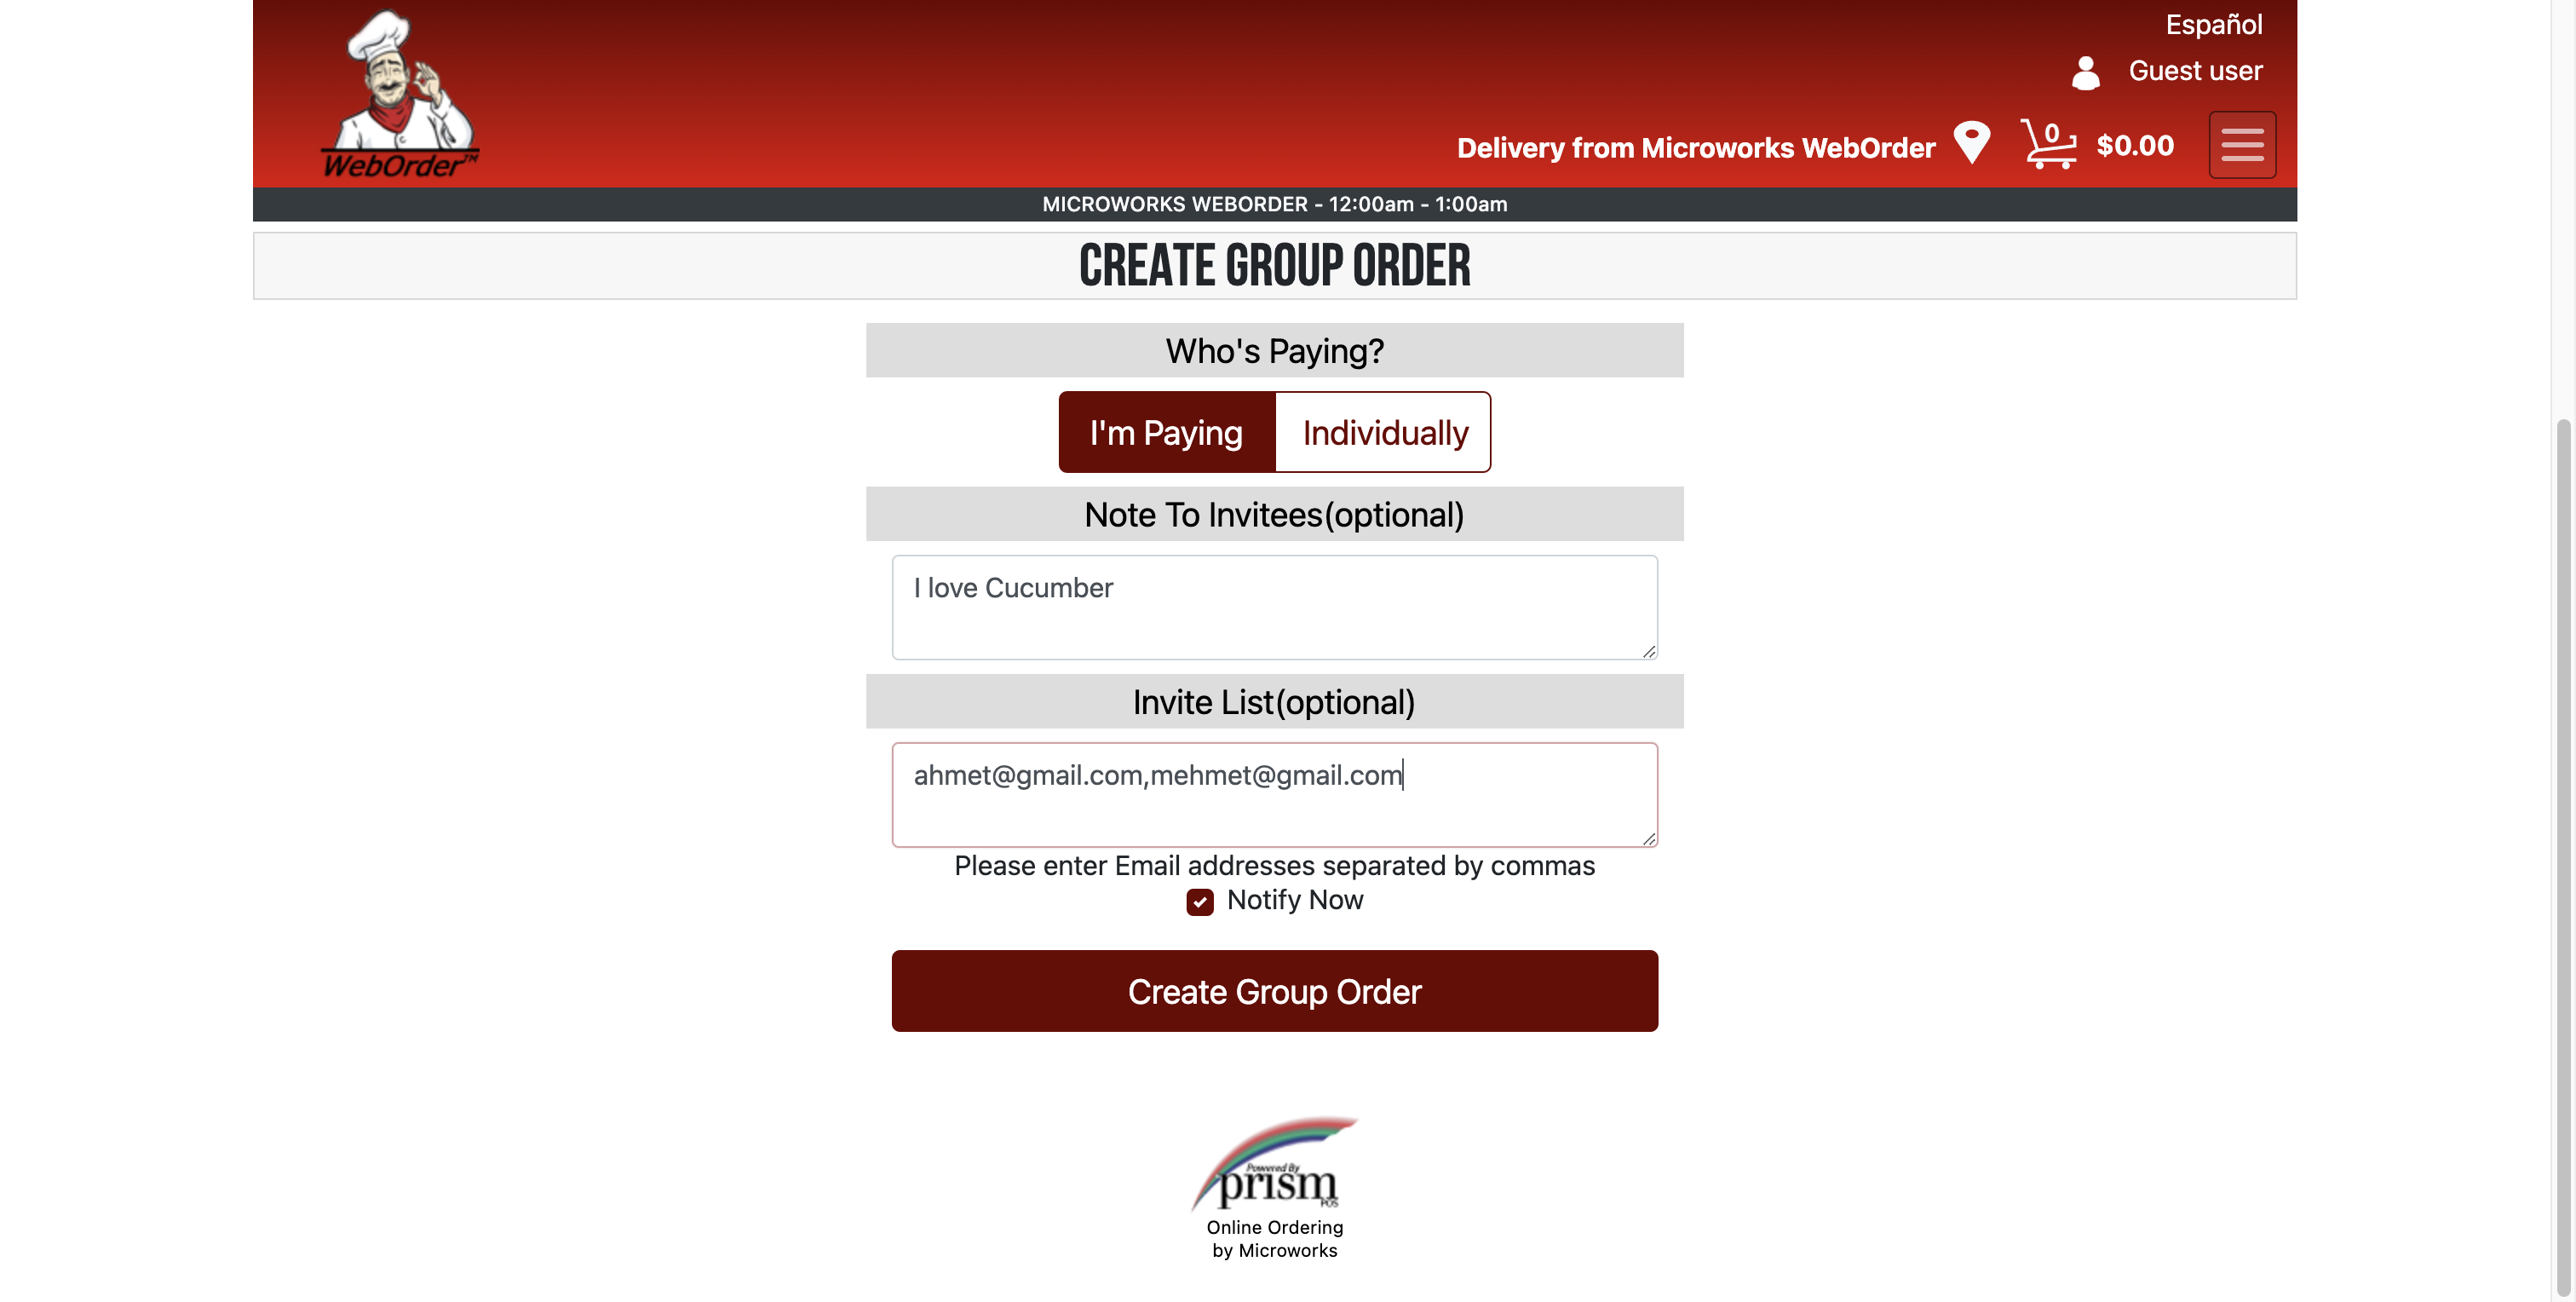 Español
Guest user
WebOrder™
Delivery from Microworks WebOrder 0 $0.00
MICROWORKS WEBORDER - 12:00am - 1:00am
CREATE GROUP ORDER
Who's Paying?
I'm Paying Individually
Note To Invitees(optional)
I love Cucumber
Invite List(optional)
ahmet@gmail.com,mehmet@gmail.com
Please enter Email addresses separated by commas
Notify Now
Create Group Order
Powered By
prism
POS
Online Ordering
by Microworks